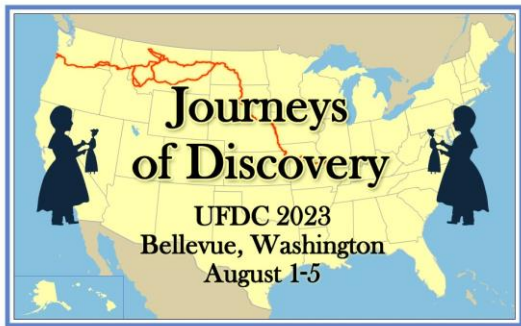 Journeys
of Discovery
UFDC 2023
Bellevue, Washington
August 1-5